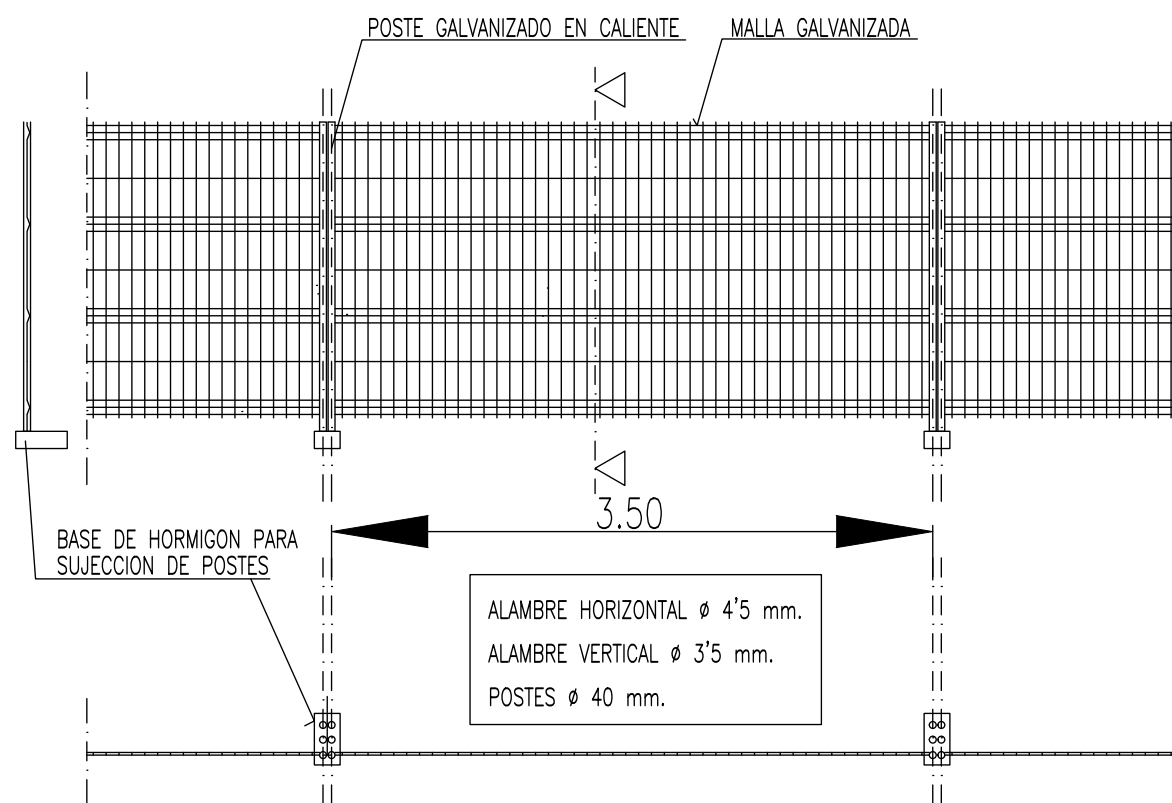 POSTE GALVANIZADO EN CALIENTE
MALLA GALVANIZADA
3.50
BASE DE HORMIGON PARA
SUJECCION DE POSTES
ALAMBRE HORIZONTAL ø 4'5 mm.
ALAMBRE VERTICAL ø 3'5 mm.
POSTES ø 40 mm.